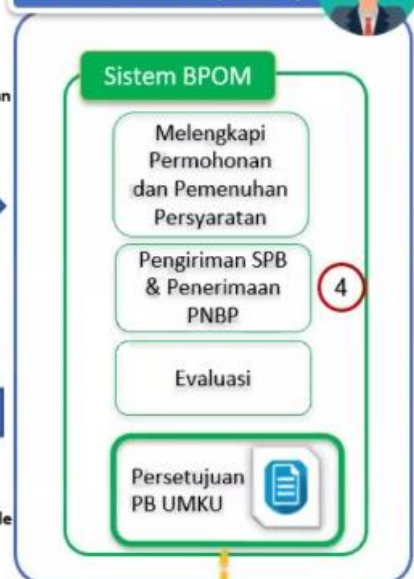 Sistem BPOM
Melengkapi
Permohonan
dan Pemenuhan
Persyaratan
Pengiriman SPB
& Penerimaan
PNBP
4
Evaluasi
Persetujuan
PB UMKU